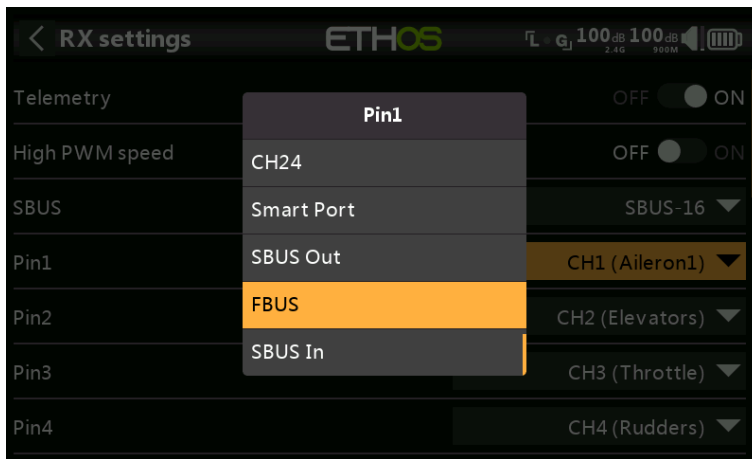 RX settings
ETHOS
L G 100dB 100dB
2.4G 900M
Telemetry
OFF ON
Pin1
High PWM speed
OFF ON
CH24
SBUS
Smart Port
SBUS-16
Pin1
SBUS Out
CH1 (Aileron1)
Pin2
FBUS
CH2 (Elevators)
Pin3
SBUS In
CH3 (Throttle)
Pin4
CH4 (Rudders)